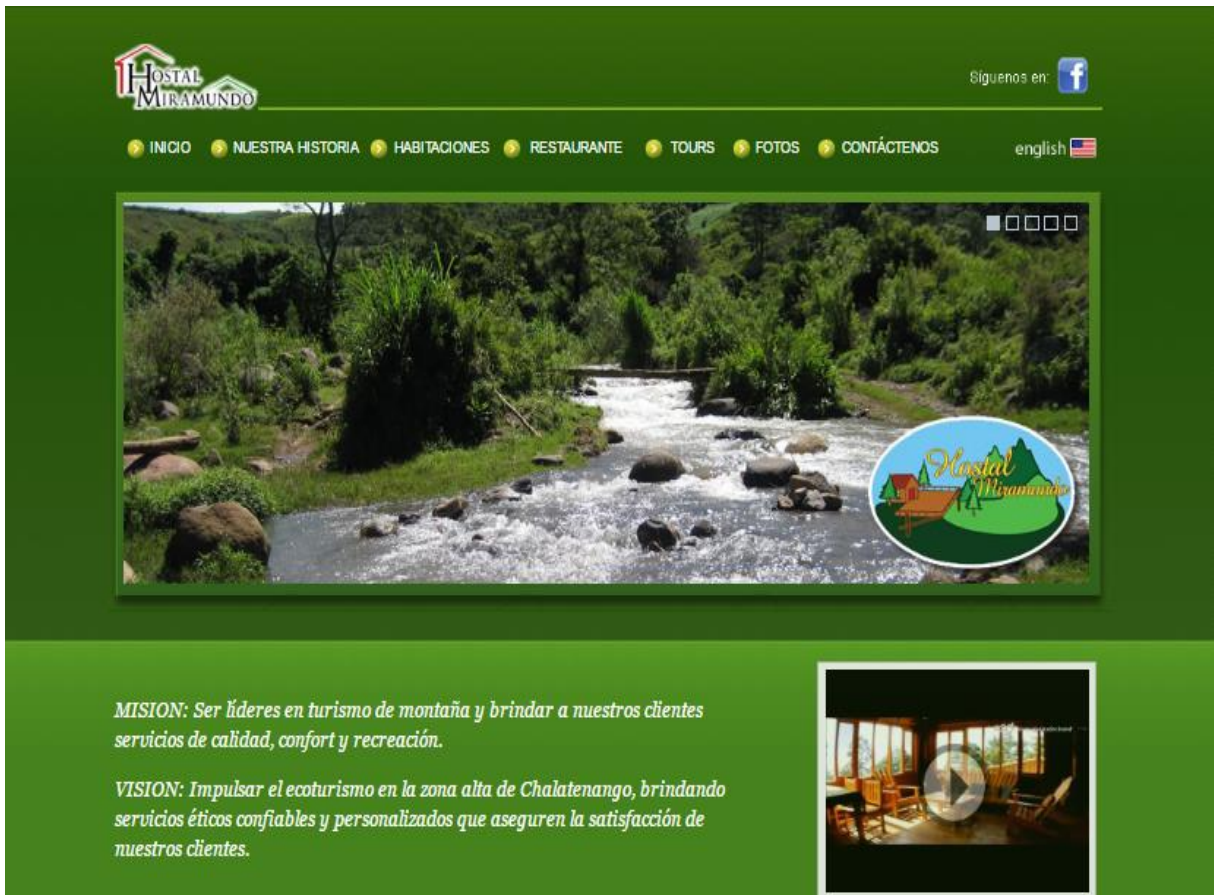 HOSTAL
MIRAMUNDO
Síguenos en:
INICIO NUESTRA HISTORIA HABITACIONES RESTAURANTE TOURS FOTOS CONTÁCTENOS english
Hostal
Miramundo
MISION: Ser líderes en turismo de montaña y brindar a nuestros clientes
servicios de calidad, confort y recreación.
VISION: Impulsar el ecoturismo en la zona alta de Chalatenango, brindando
servicios éticos confiables y personalizados que aseguren la satisfacción de
nuestros clientes.